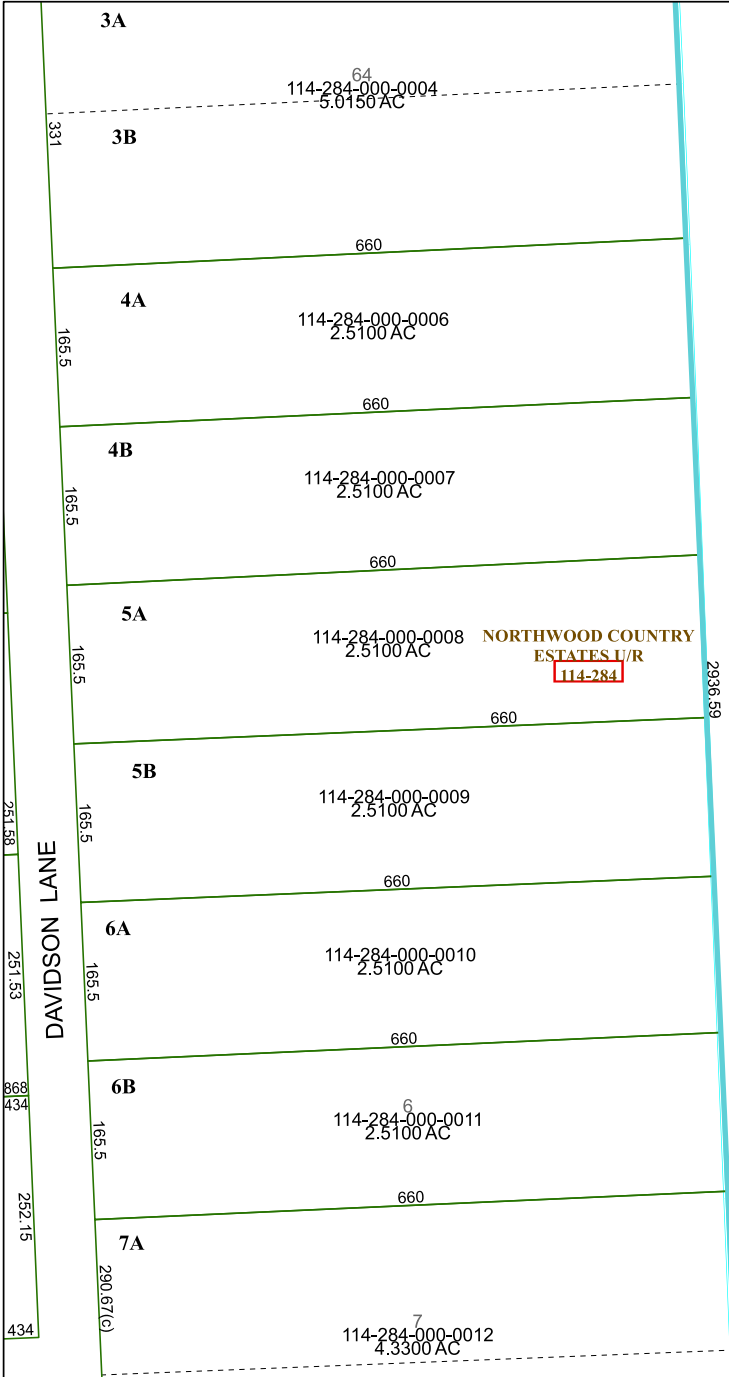 3A
64
114-284-000-0004
5.0150 AC
331
3B
660
4A
114-284-000-0006
2.5100 AC
165.5
660
4B
114-284-000-0007
2.5100 AC
165.5
660
5A
114-284-000-0008
2.5100 AC
NORTHWOOD COUNTRY
ESTATES U/R
114-284
165.5
2936.59
660
5B
114-284-000-0009
2.5100 AC
165.5
251.58
660
DAVIDSON LANE
6A
114-284-000-0010
2.5100 AC
165.5
251.53
660
868
434
6B
6
114-284-000-0011
2.5100 AC
165.5
660
252.15
7A
290.67(c)
434
7
114-284-000-0012
4.3300 AC